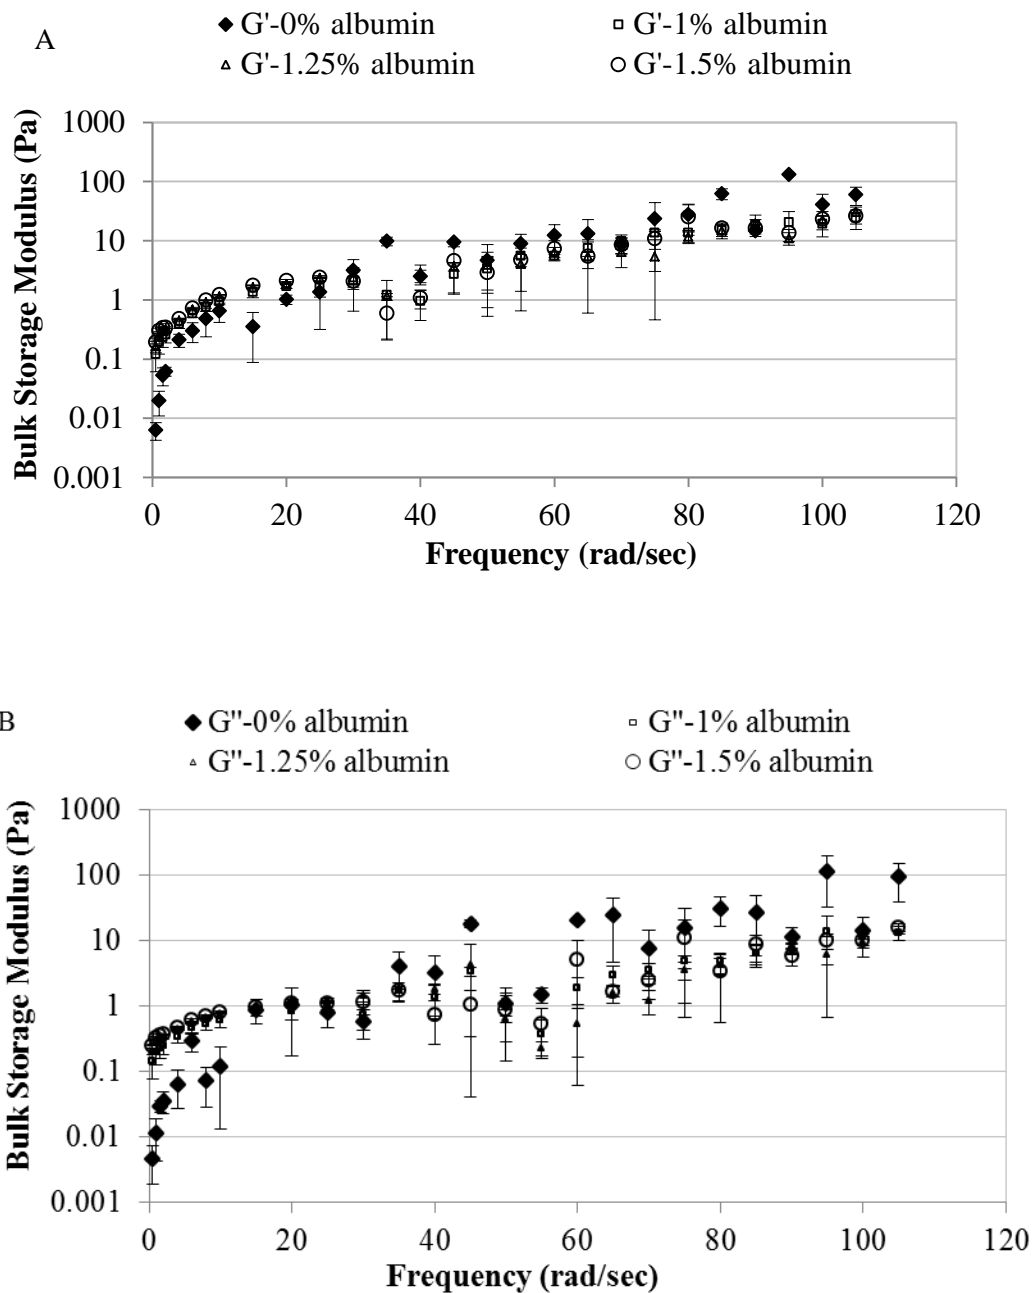 A
G'-0% albumin G'-1% albumin
G'-1.25% albumin G'-1.5% albumin
Bulk Storage Modulus (Pa)
1000
100
10
1
0.1
0.01
0.001
0 20 40 60 80 100 120
Frequency (rad/sec)
B
G"-0% albumin G"-1% albumin
G"-1.25% albumin G"-1.5% albumin
Bulk Storage Modulus (Pa)
1000
100
10
1
0.1
0.01
0.001
0 20 40 60 80 100 120
Frequency (rad/sec)